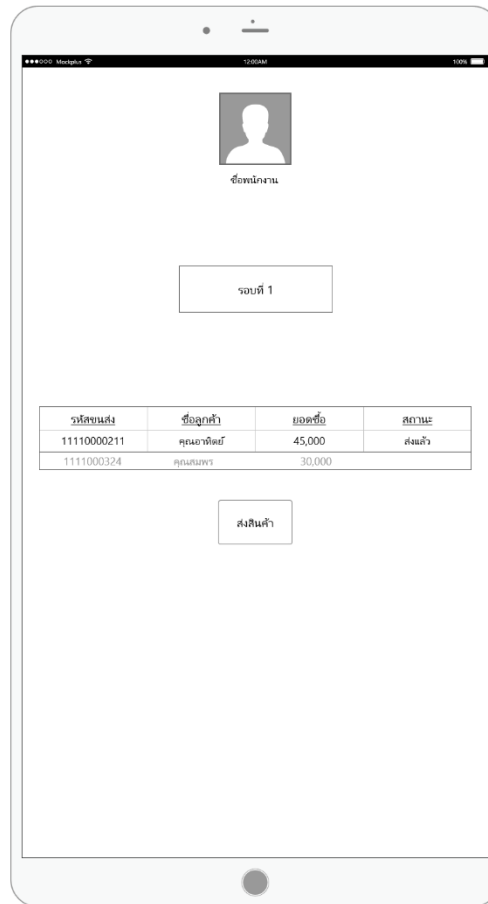 Mockplus 12:00AM 100%
ชื่อพนักงาน
รอบที่ 1
รหัสขนส่ง ชื่อลูกค้า ยอดซื้อ สถานะ
11110000211 คุณอาทิตย์ 45,000 ส่งแล้ว
1111000324 คุณสมพร 30,000
ส่งสินค้า